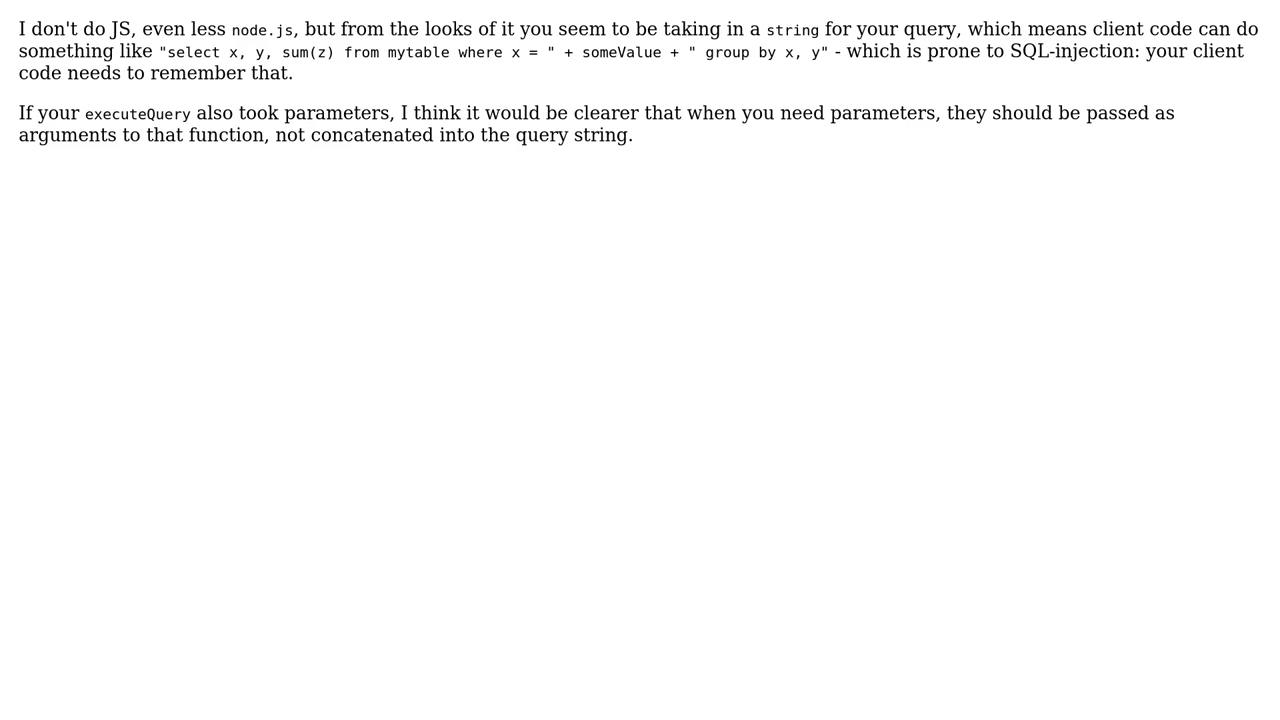 I don't do JS, even less node.js, but from the looks of it you seem to be taking in a string for your query, which means client code can do
something like "select x, y, sum(z) from mytable where x = " + someValue + " group by x, y" - which is prone to SQL-injection: your client
code needs to remember that.
If your executeQuery also took parameters, I think it would be clearer that when you need parameters, they should be passed as
arguments to that function, not concatenated into the query string.